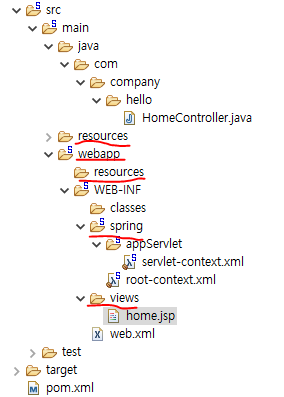 src
main
java
com
company
hello
HomeController.java
resources
webapp
resources
WEB-INF
classes
spring
appServlet
servlet-context.xml
root-context.xml
views
home.jsp
web.xml
test
target
pom.xml